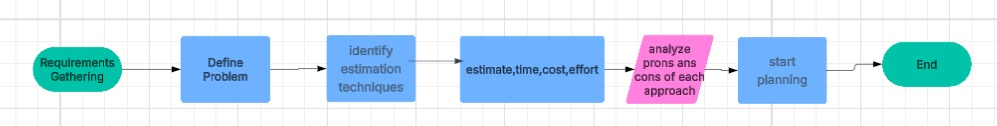 Requirements
Gathering
Define
Problem
identify
estimation
techniques
estimate,time,cost,effort
analyze
prons ans
cons of each
approach
start
planning
End